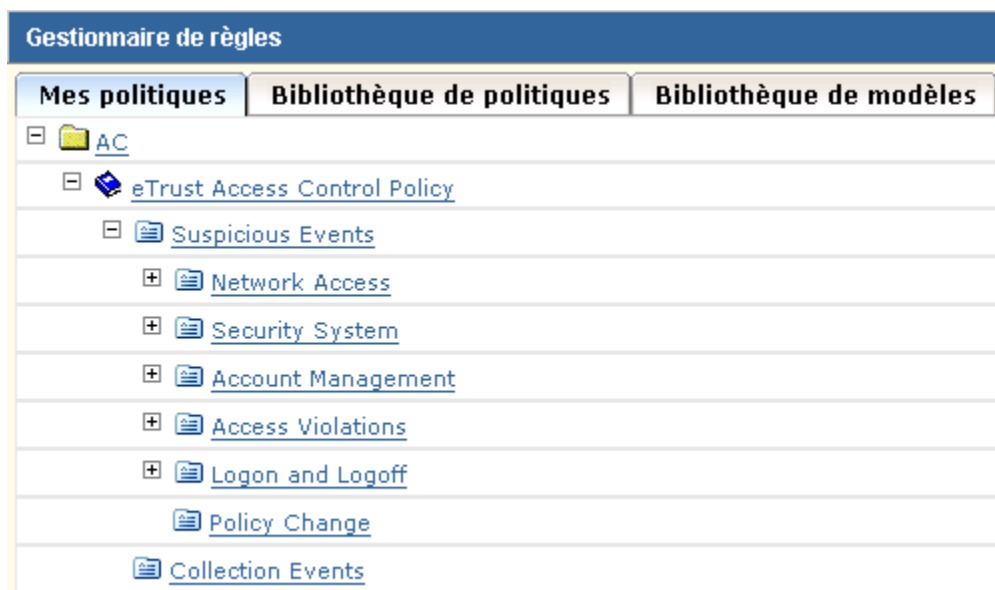 Gestionnaire de règles
Mes politiques Bibliothèque de politiques Bibliothèque de modèles
AC
eTrust Access Control Policy
Suspicious Events
Network Access
Security System
Account Management
Access Violations
Logon and Logoff
Policy Change
Collection Events